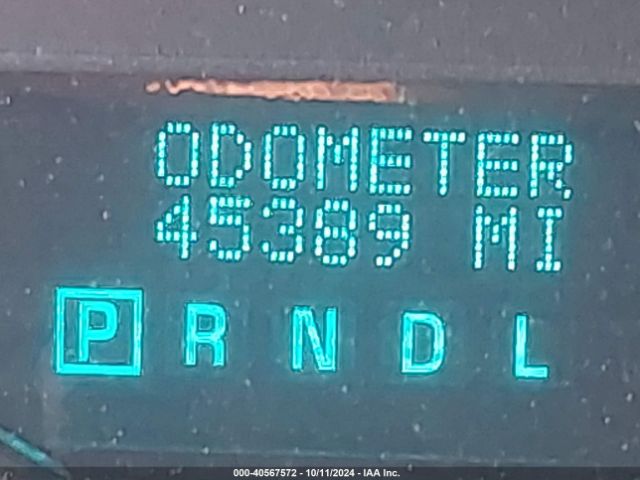 ODOMETER
45389 MI
P R N D L
000-40567572 - 10/11/2024 - IAA Inc.